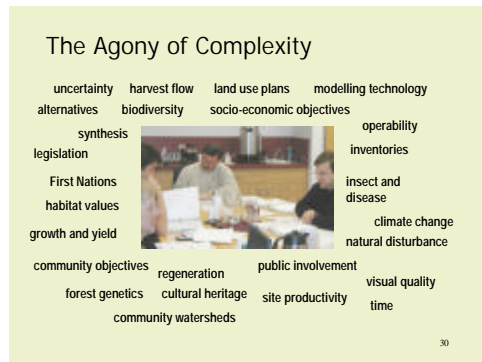 The Agony of Complexity
uncertainty harvest flow land use plans modelling technology
alternatives biodiversity socio-economic objectives
operability
synthesis
legislation
inventories
First Nations
insect and
disease
habitat values
climate change
growth and yield
natural disturbance
community objectives
regeneration
public involvement
visual quality
forest genetics cultural heritage site productivity
time
community watersheds
30